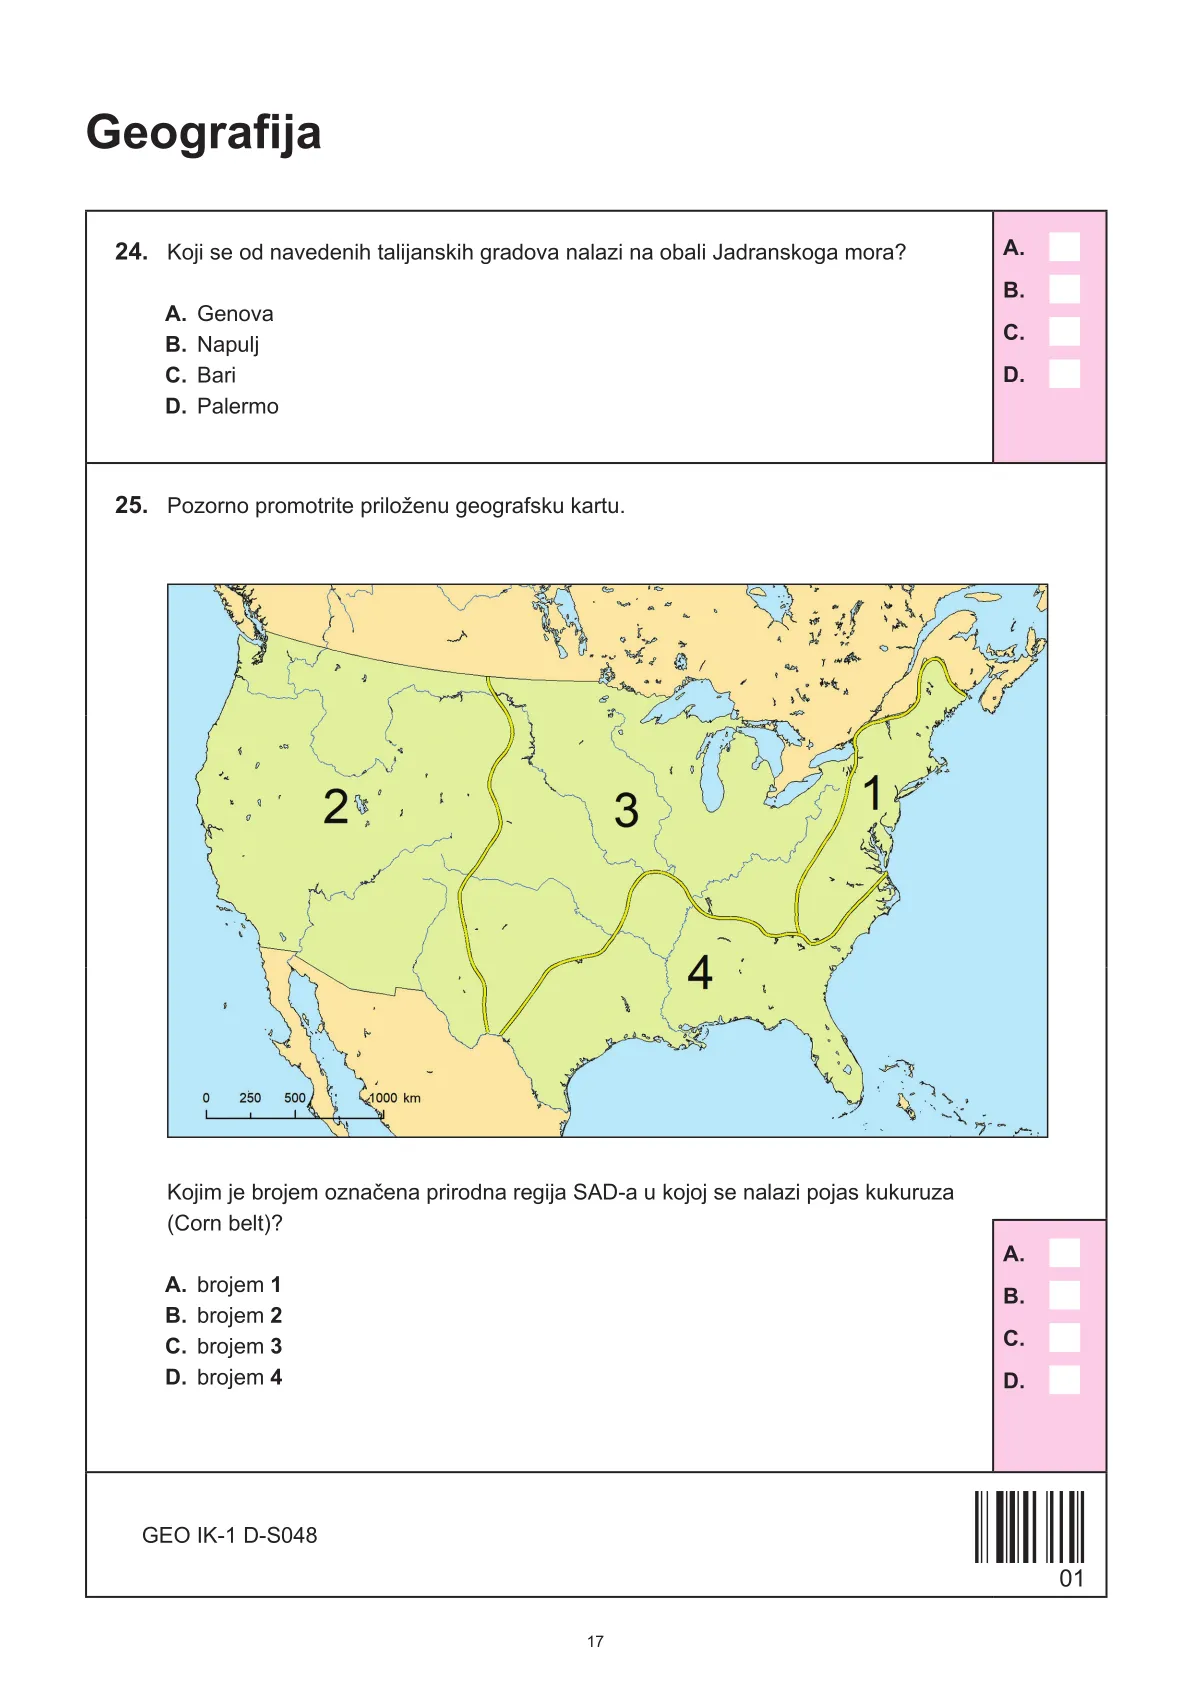 Geografija
24. Koji se od navedenih talijanskih gradova nalazi na obali Jadranskoga mora?
A. Genova
B. Napulj
C. Bari
D. Palermo
A.
B.
C.
D.
25. Pozorno promotrite priloženu geografsku kartu.
1
2
3
4
0 250 500 1000 km
Kojim je brojem označena prirodna regija SAD-a u kojoj se nalazi pojas kukuruza
(Corn belt)?
A. brojem 1
B. brojem 2
C. brojem 3
D. brojem 4
A.
B.
C.
D.
GEO IK-1 D-S048
01
17